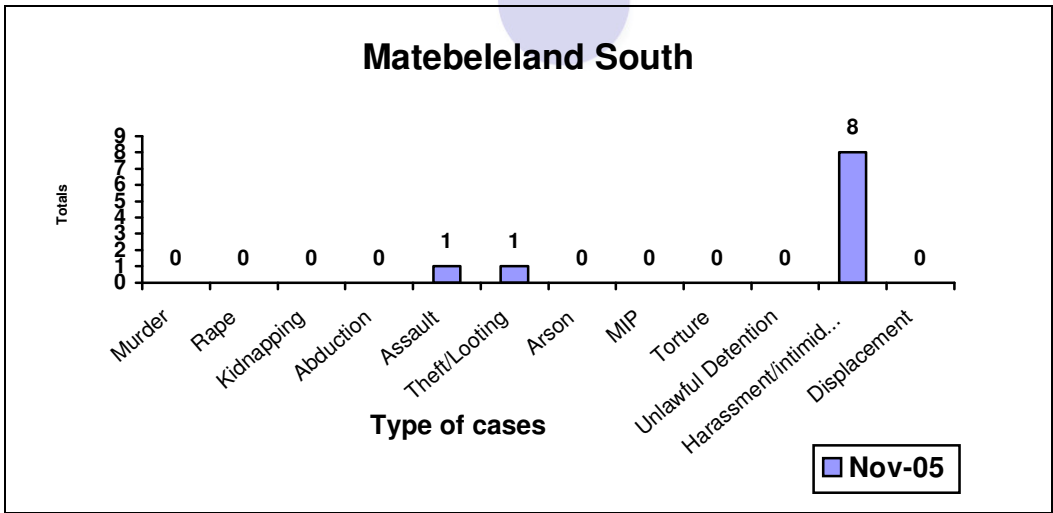 Matebeleland South
9
8
7
6
5
4
3
2
1
0
Totals
0 0 0 0 1 1 0 0 0 0 8 0
Murder
Rape
Kidnapping
Abduction
Assault
Theft/Looting
Arson
MIP
Torture
Unlawful Detention
Harassment/intimid...
Displacement
Type of cases
Nov-05